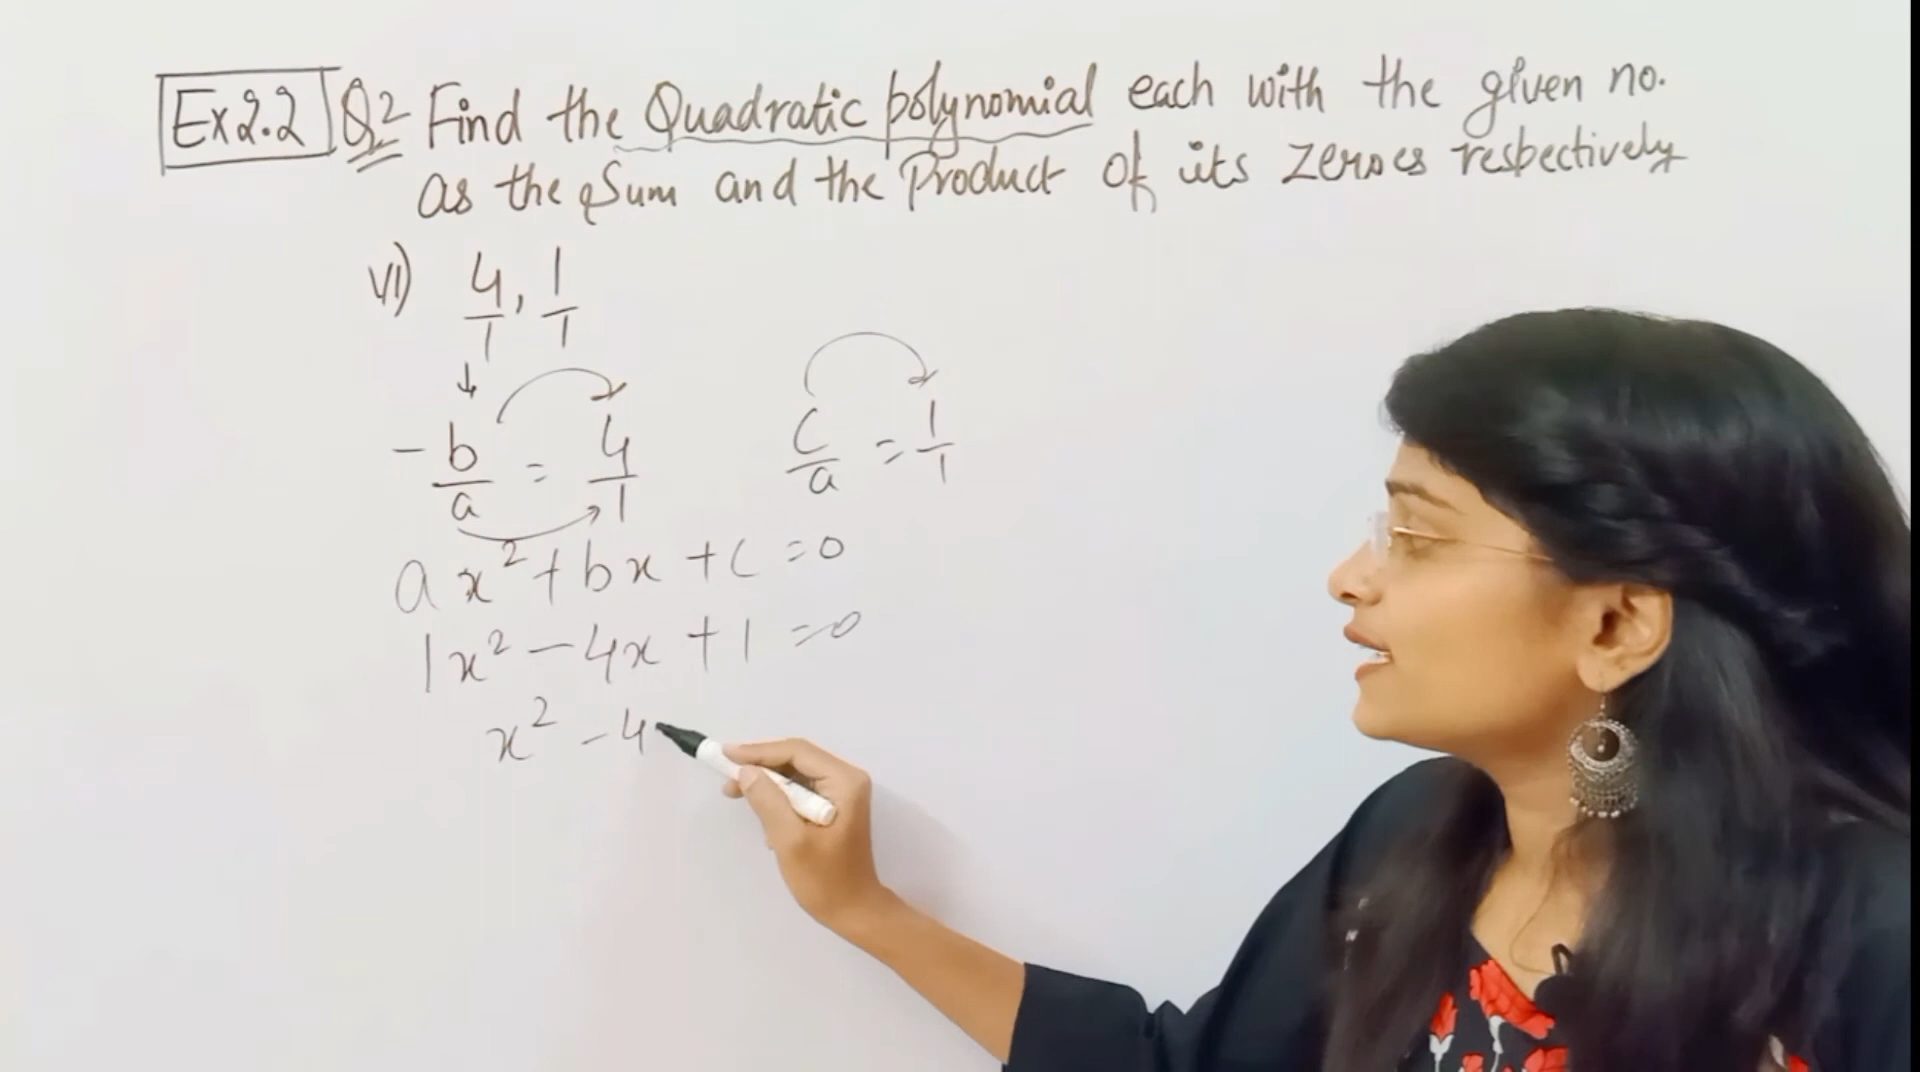 Ex 2.2 Q2 Find the Quadratic polynomial each with the given no.
as the Sum and the Product of its zeroes respectively
VI) 4/1, 1/1
-b/a = 4/1 c/a = 1/1
ax² + bx + c = 0
1x² - 4x + 1 = 0
x² - 4